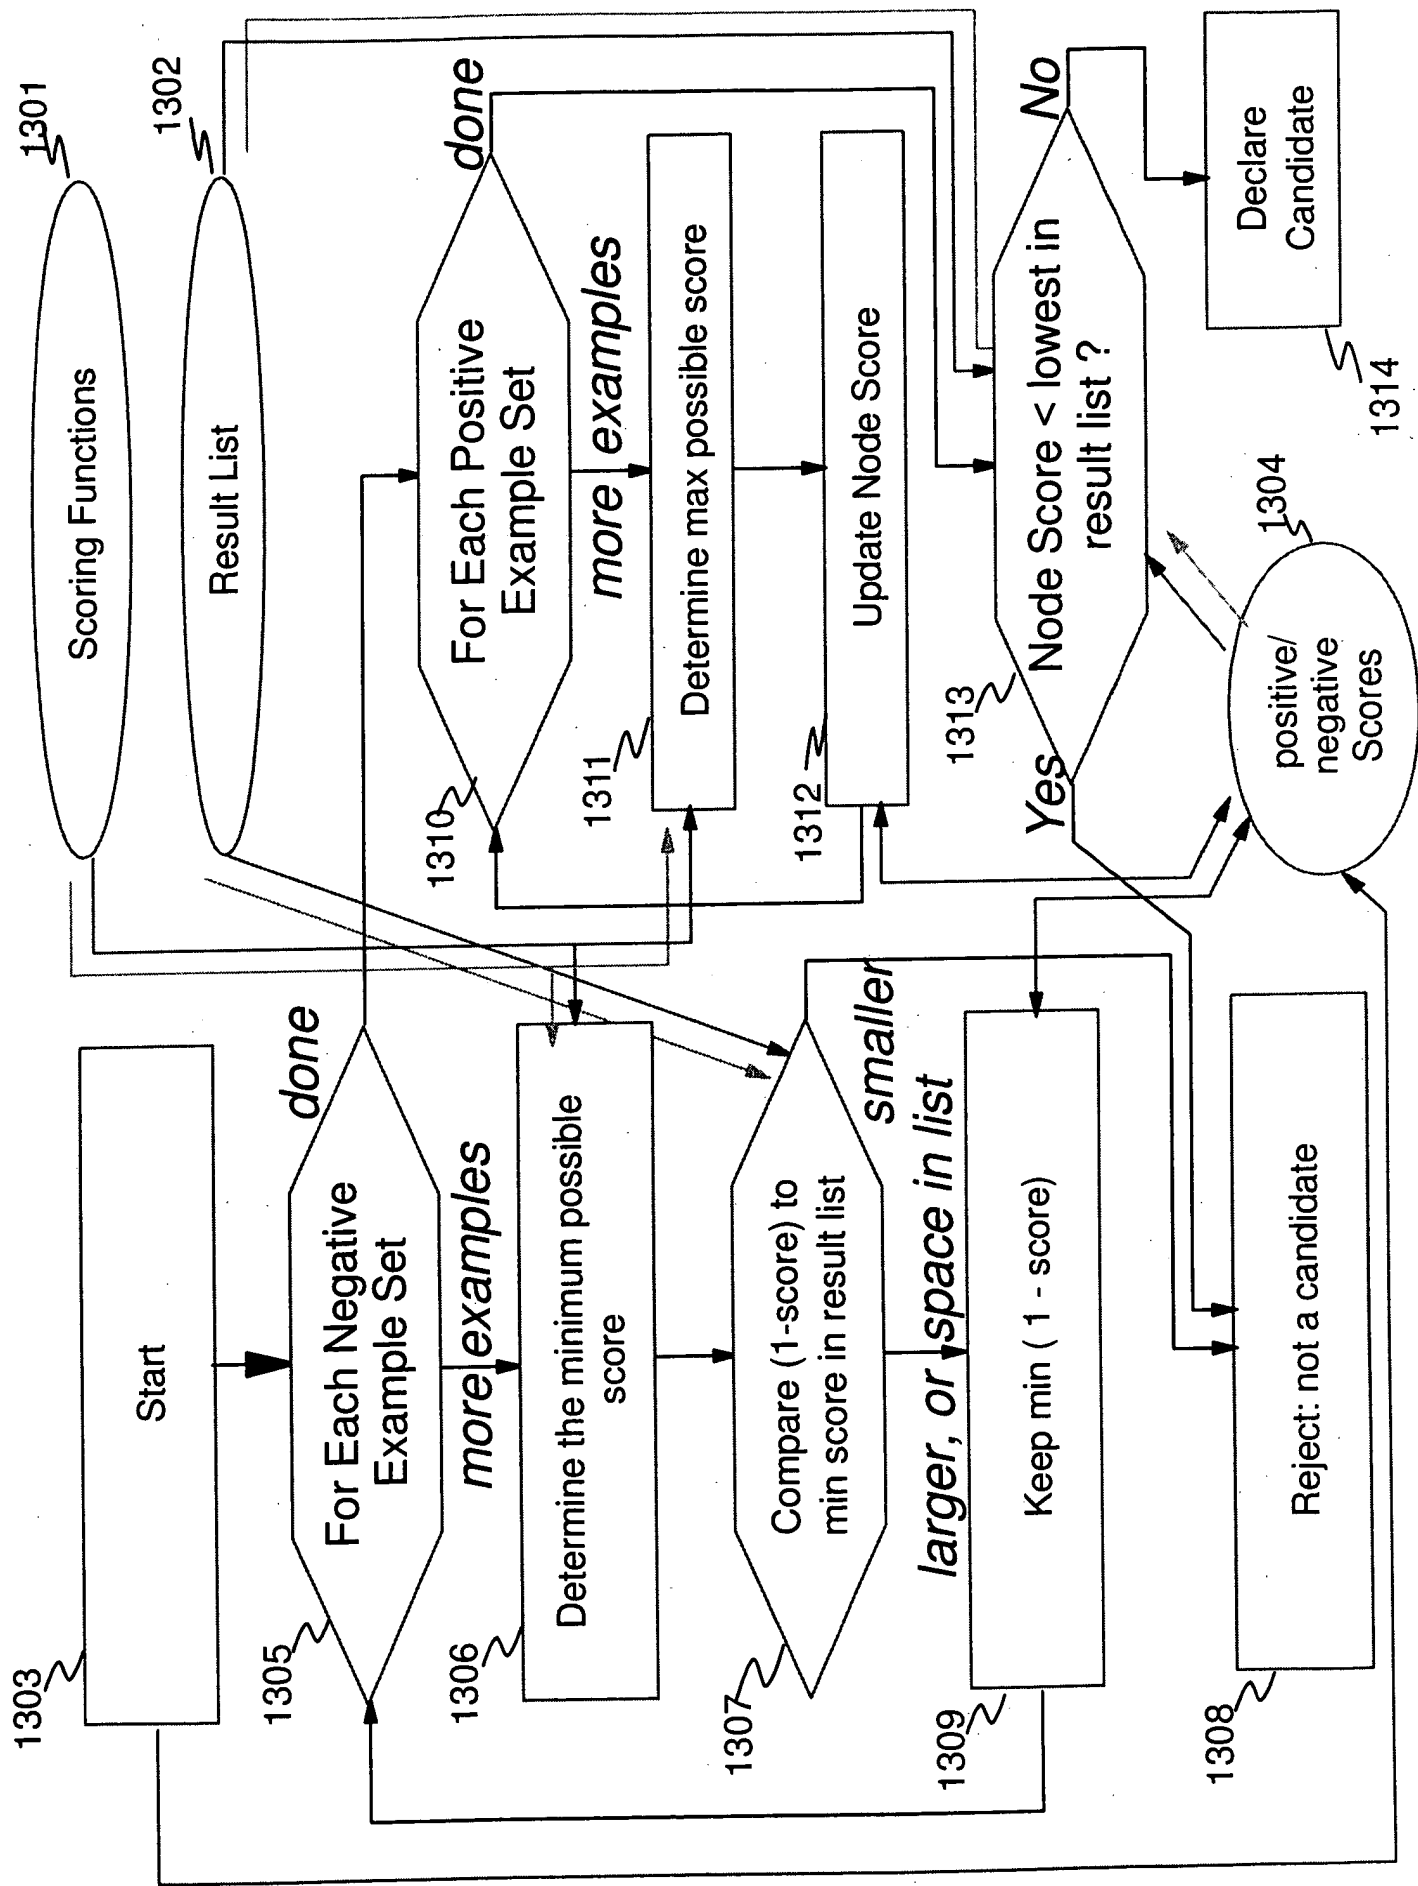 1301
Scoring Functions
1302
Result List
1303
Start
1305
For Each Negative
Example Set
done
more examples
1306
Determine the minimum possible
score
1307
Compare (1-score) to
min score in result list
smaller
larger, or space in list
1309
Keep min ( 1 - score)
1308
Reject: not a candidate
1310
For Each Positive
Example Set
done
more examples
1311
Determine max possible score
1312
Update Node Score
1313
Node Score < lowest in
result list ?
Yes
No
1304
positive/
negative
Scores
Declare
Candidate
1314